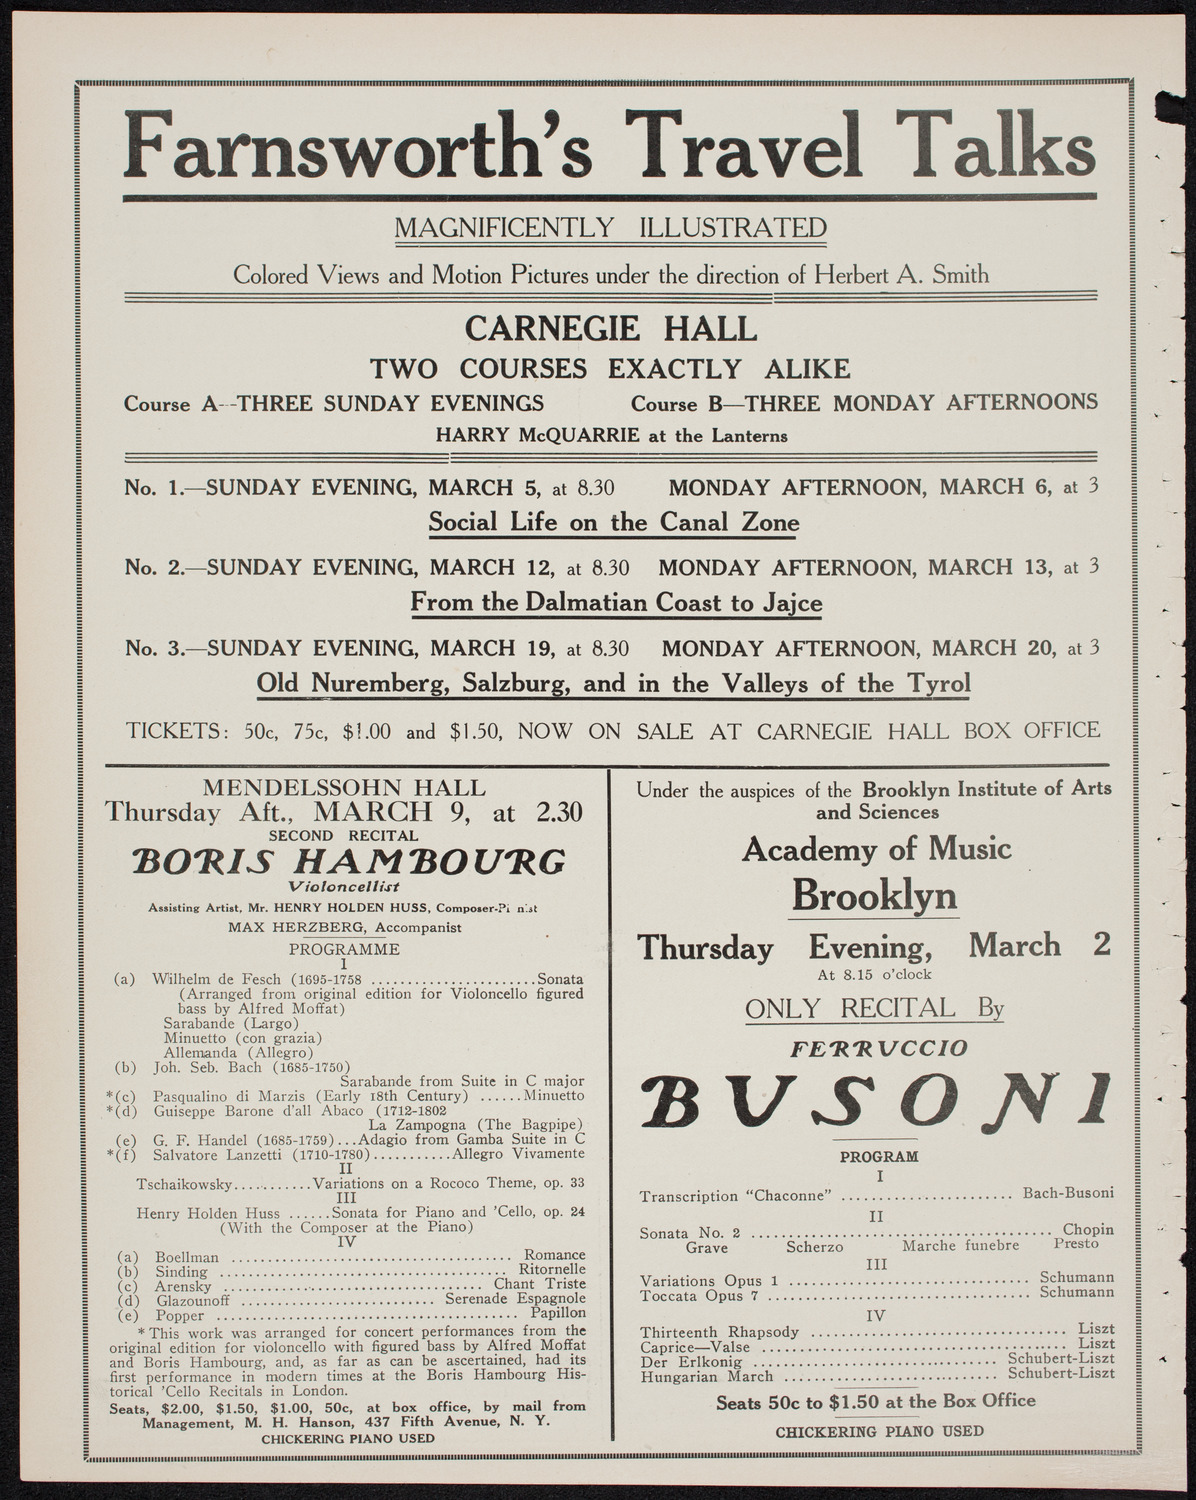 Farnsworth's Travel Talks
MAGNIFICENTLY ILLUSTRATED
Colored Views and Motion Pictures under the direction of Herbert A. Smith
CARNEGIE HALL
TWO COURSES EXACTLY ALIKE
Course A--THREE SUNDAY EVENINGS Course B—THREE MONDAY AFTERNOONS
HARRY McQUARRIE at the Lanterns
No. 1.—SUNDAY EVENING, MARCH 5, at 8.30 MONDAY AFTERNOON, MARCH 6, at 3
Social Life on the Canal Zone
No. 2.—SUNDAY EVENING, MARCH 12, at 8.30 MONDAY AFTERNOON, MARCH 13, at 3
From the Dalmatian Coast to Jajce
No. 3.—SUNDAY EVENING, MARCH 19, at 8.30 MONDAY AFTERNOON, MARCH 20, at 3
Old Nuremberg, Salzburg, and in the Valleys of the Tyrol
TICKETS: 50c, 75c, $1.00 and $1.50, NOW ON SALE AT CARNEGIE HALL BOX OFFICE
MENDELSSOHN HALL
Thursday Aft., MARCH 9, at 2.30
SECOND RECITAL
BORIS HAMBOURG
Violoncellist
Assisting Artist, Mr. HENRY HOLDEN HUSS, Composer-Pianist
MAX HERZBERG, Accompanist
PROGRAMME
I
(a) Wilhelm de Fesch (1695-1758 .......................Sonata
(Arranged from original edition for Violoncello figured
bass by Alfred Moffat)
Sarabande (Largo)
Minuetto (con grazia)
Allemanda (Allegro)
(b) Joh. Seb. Bach (1685-1750)
Sarabande from Suite in C major
*(c) Pasqualino di Marzis (Early 18th Century) ......Minuetto
*(d) Guiseppe Barone d'all Abaco (1712-1802
La Zampogna (The Bagpipe)
(e) G. F. Handel (1685-1759)...Adagio from Gamba Suite in C
*(f) Salvatore Lanzetti (1710-1780)...........Allegro Vivamente
II
Tschaikowsky...........Variations on a Rococo Theme, op. 33
III
Henry Holden Huss ......Sonata for Piano and 'Cello, op. 24
(With the Composer at the Piano)
IV
(a) Boellman .................................... Romance
(b) Sinding ..................................... Ritornelle
(c) Arensky .................................. Chant Triste
(d) Glazounoff ......................... Serenade Espagnole
(e) Popper ....................................... Papillon
* This work was arranged for concert performances from the
original edition for violoncello with figured bass by Alfred Moffat
and Boris Hambourg, and, as far as can be ascertained, had its
first performance in modern times at the Boris Hambourg His-
torical 'Cello Recitals in London.
Seats, $2.00, $1.50, $1.00, 50c, at box office, by mail from
Management, M. H. Hanson, 437 Fifth Avenue, N. Y.
CHICKERING PIANO USED
Under the auspices of the Brooklyn Institute of Arts
and Sciences
Academy of Music
Brooklyn
Thursday Evening, March 2
At 8.15 o'clock
ONLY RECITAL By
FERRUCCIO
BUSONI
PROGRAM
I
Transcription "Chaconne" ...................... Bach-Busoni
II
Sonata No. 2 .......................................... Chopin
Grave Scherzo Marche funebre Presto
III
Variations Opus 1 ............................... Schumann
Toccata Opus 7 .................................. Schumann
IV
Thirteenth Rhapsody ................................. Liszt
Caprice—Valse ....................................... Liszt
Der Erlkonig ................................ Schubert-Liszt
Hungarian March ........................ Schubert-Liszt
Seats 50c to $1.50 at the Box Office
CHICKERING PIANO USED